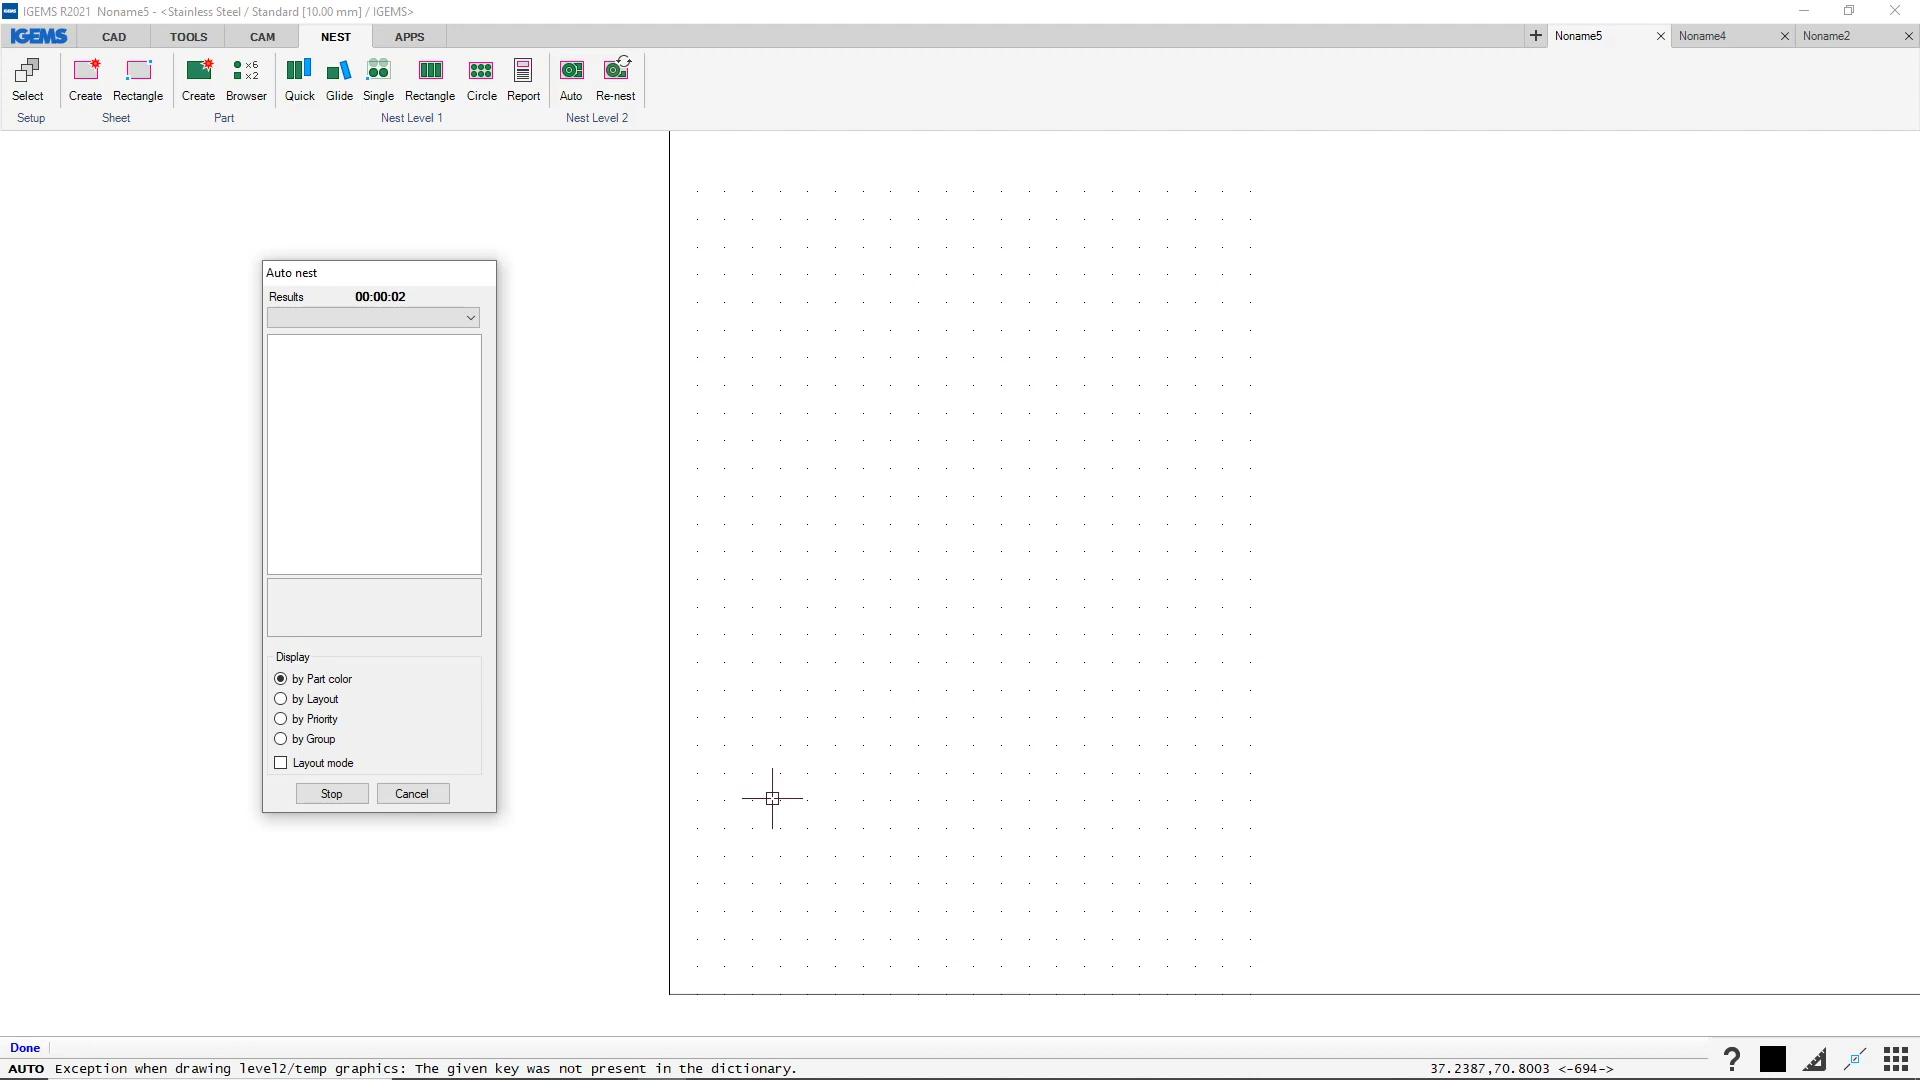 IGEMS R2021 Noname5 - <Stainless Steel / Standard [10.00 mm] / IGEMS>
IGEMS CAD TOOLS CAM NEST APPS
Noname5 Noname4 Noname2
x6
x2
Select Create Rectangle Create Browser Quick Glide Single Rectangle Circle Report Auto Re-nest
Setup Sheet Part Nest Level 1 Nest Level 2
Auto nest
Results 00:00:02
Display
by Part color
by Layout
by Priority
by Group
Layout mode
Stop Cancel
Done
AUTO Exception when drawing level2/temp graphics: The given key was not present in the dictionary.
37.2387,70.8003 <-694->
?